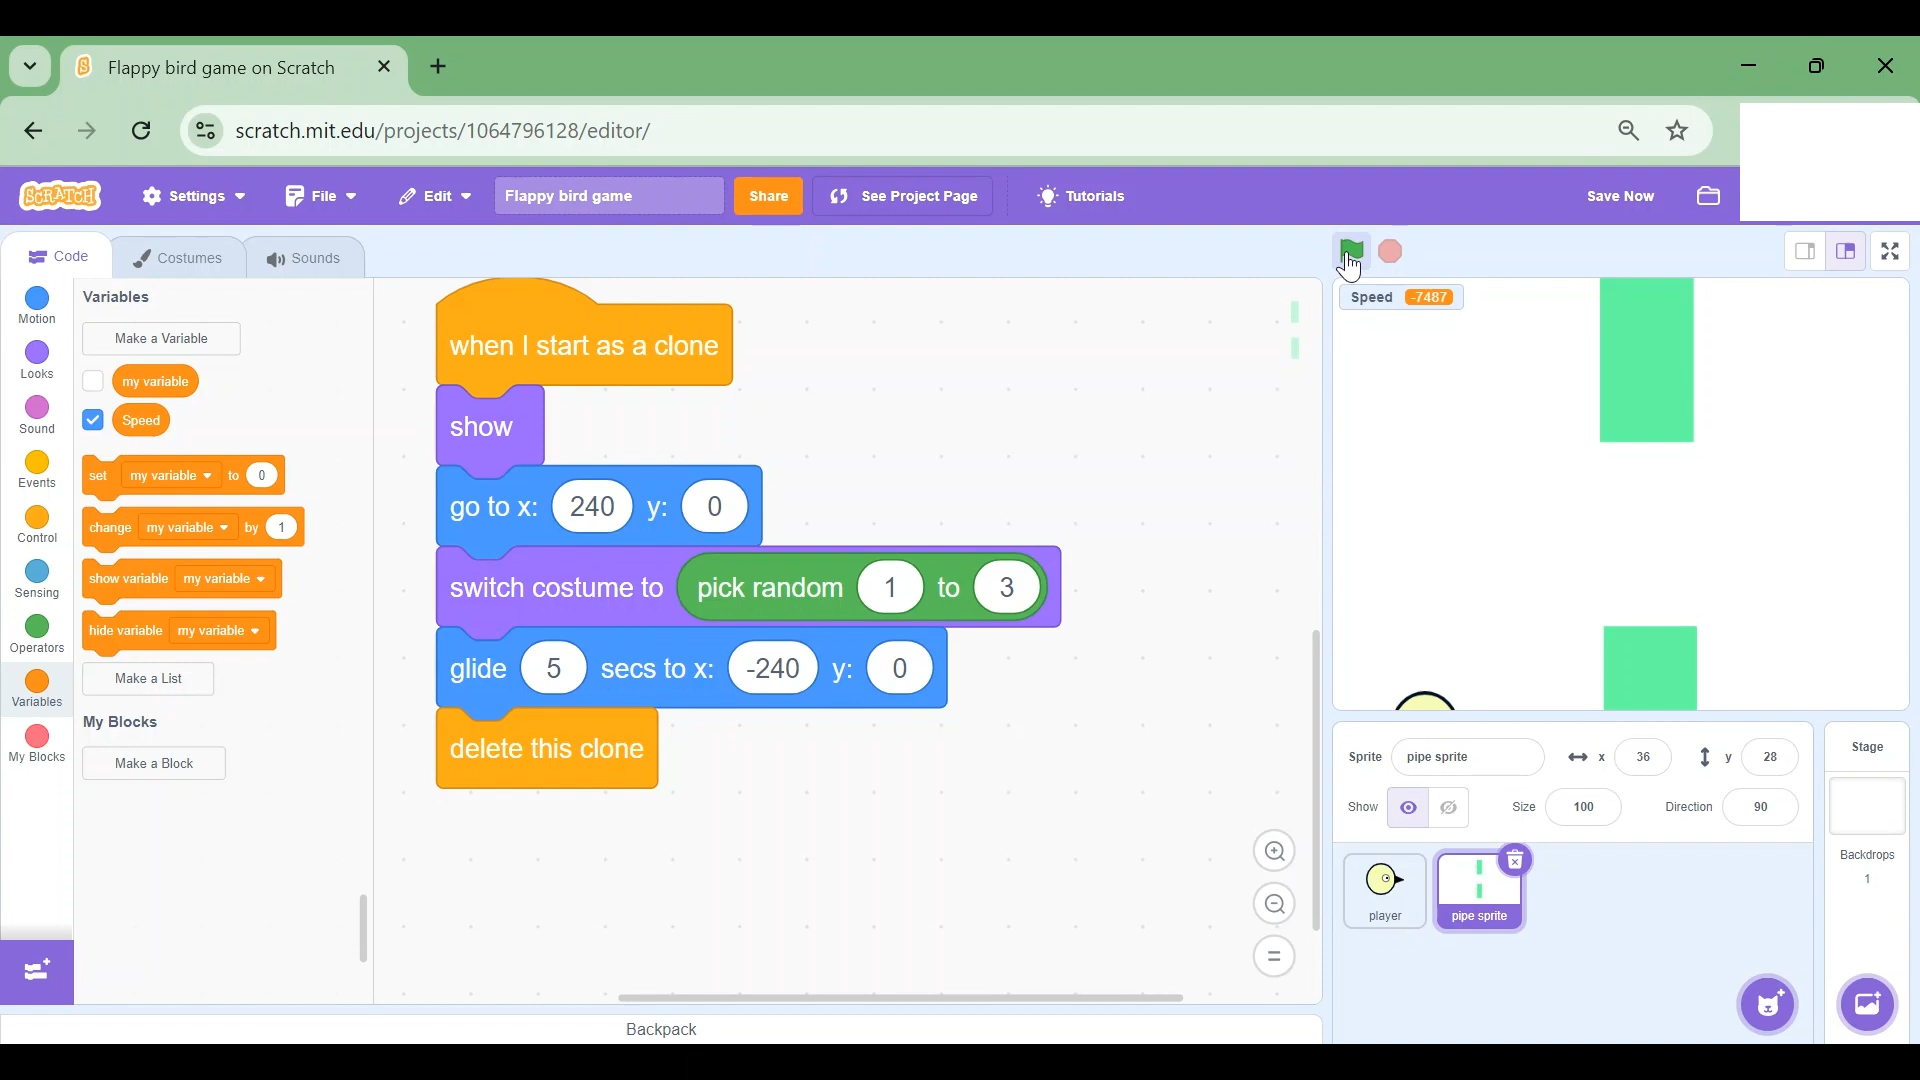 Flappy bird game on Scratch
scratch.mit.edu/projects/1064796128/editor/
SCRATCH
Settings
File
Edit
Flappy bird game
Share
See Project Page
Tutorials
Save Now
Code
Costumes
Sounds
Motion
Looks
Sound
Events
Control
Sensing
Operators
Variables
My Blocks
Variables
Make a Variable
my variable
Speed
set my variable to 0
change my variable by 1
show variable my variable
hide variable my variable
Make a List
My Blocks
Make a Block
when I start as a clone
show
go to x: 240 y: 0
switch costume to pick random 1 to 3
glide 5 secs to x: -240 y: 0
delete this clone
Backpack
Speed -7487
Sprite pipe sprite x 36 y 28
Show Size 100 Direction 90
player
pipe sprite
Stage
Backdrops
1